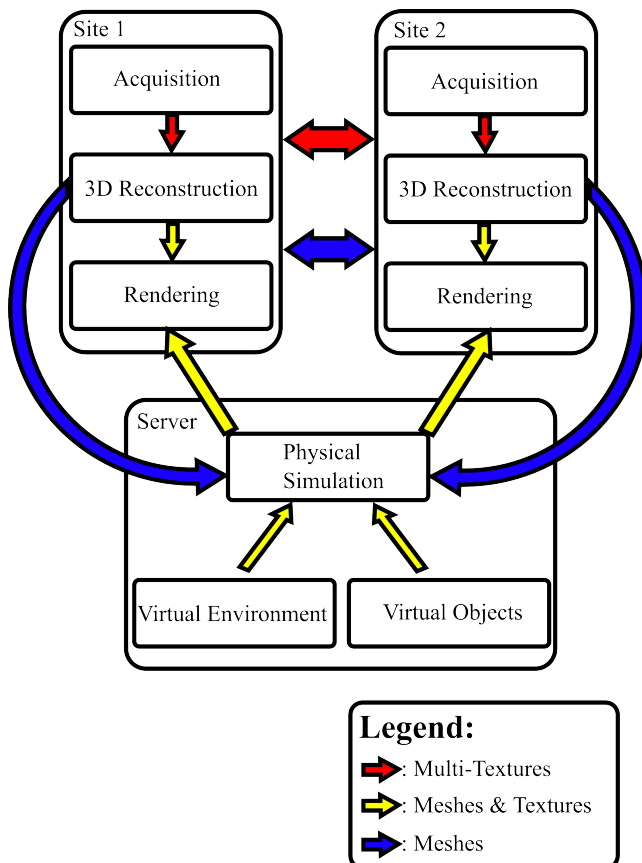 Site 1
Acquisition
3D Reconstruction
Rendering
Site 2
Acquisition
3D Reconstruction
Rendering
Server
Physical
Simulation
Virtual Environment
Virtual Objects
Legend:
: Multi-Textures
: Meshes & Textures
: Meshes